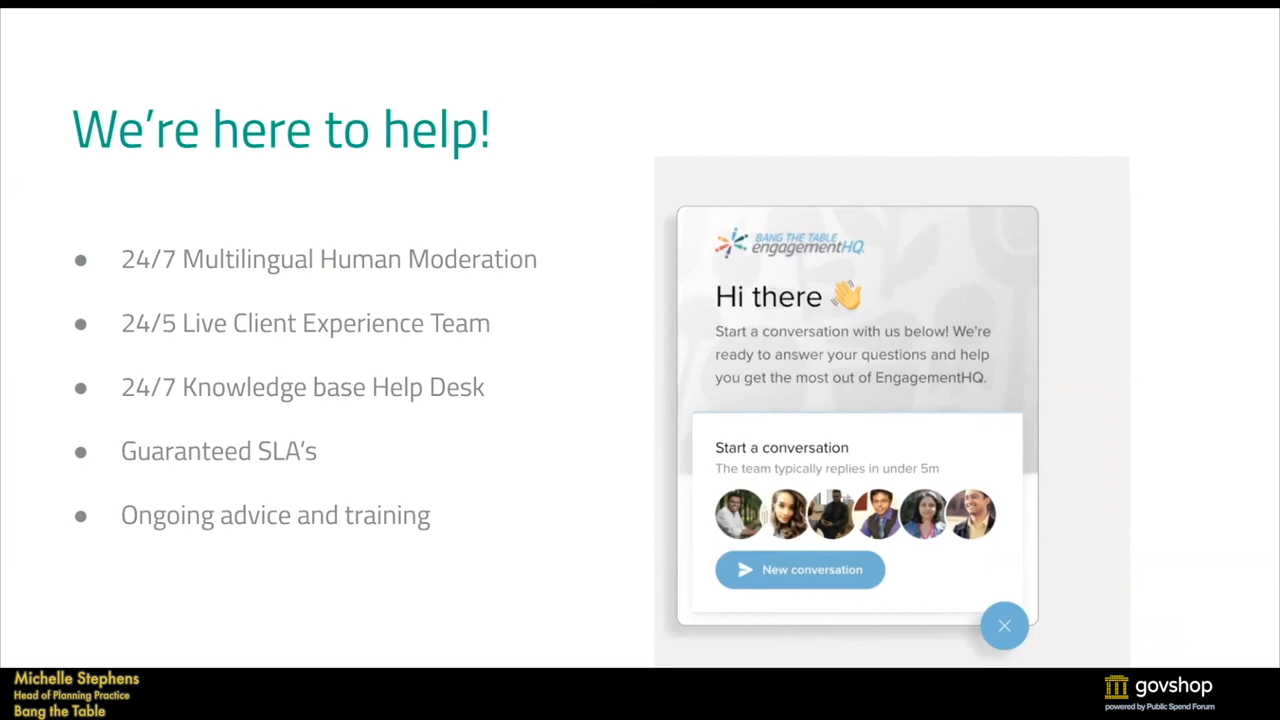 We're here to help!
● 24/7 Multilingual Human Moderation
● 24/5 Live Client Experience Team
● 24/7 Knowledge base Help Desk
● Guaranteed SLA's
● Ongoing advice and training
BANG THE TABLE
engagementHQ
Hi there 👋
Start a conversation with us below! We're
ready to answer your questions and help
you get the most out of EngagementHQ.
Start a conversation
The team typically replies in under 5m
New conversation
Michelle Stephens
Head of Planning Practice
Bang the Table
govshop
powered by Public Spend Forum